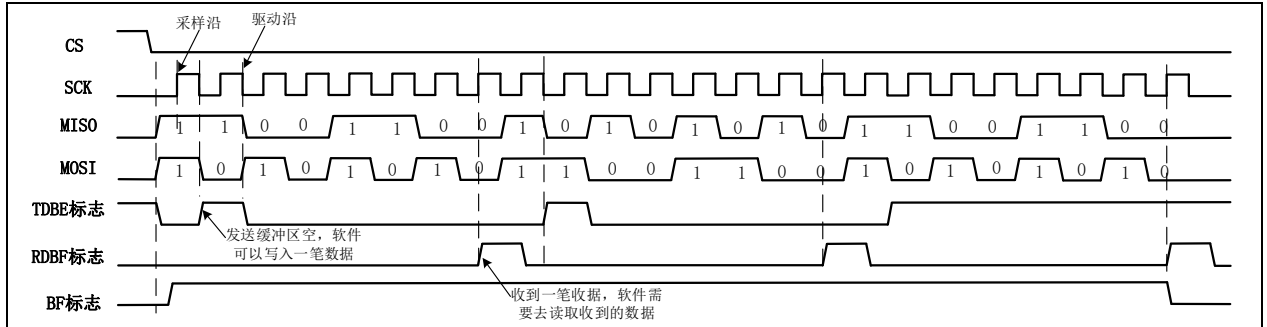 采样沿
驱动沿
CS
SCK
MISO
1 1 0 0 1 1 0 0 1 0 1 0 1 0 1 0 1 1 0 0 1 1 0 0
MOSI
1 0 1 0 1 0 1 0 1 1 0 0 1 1 0 0 1 0 1 0 1 0 1 0
TDBE标志
发送缓冲区空，软件
可以写入一笔数据
RDBF标志
收到一笔收据，软件需
要去读取收到的数据
BF标志